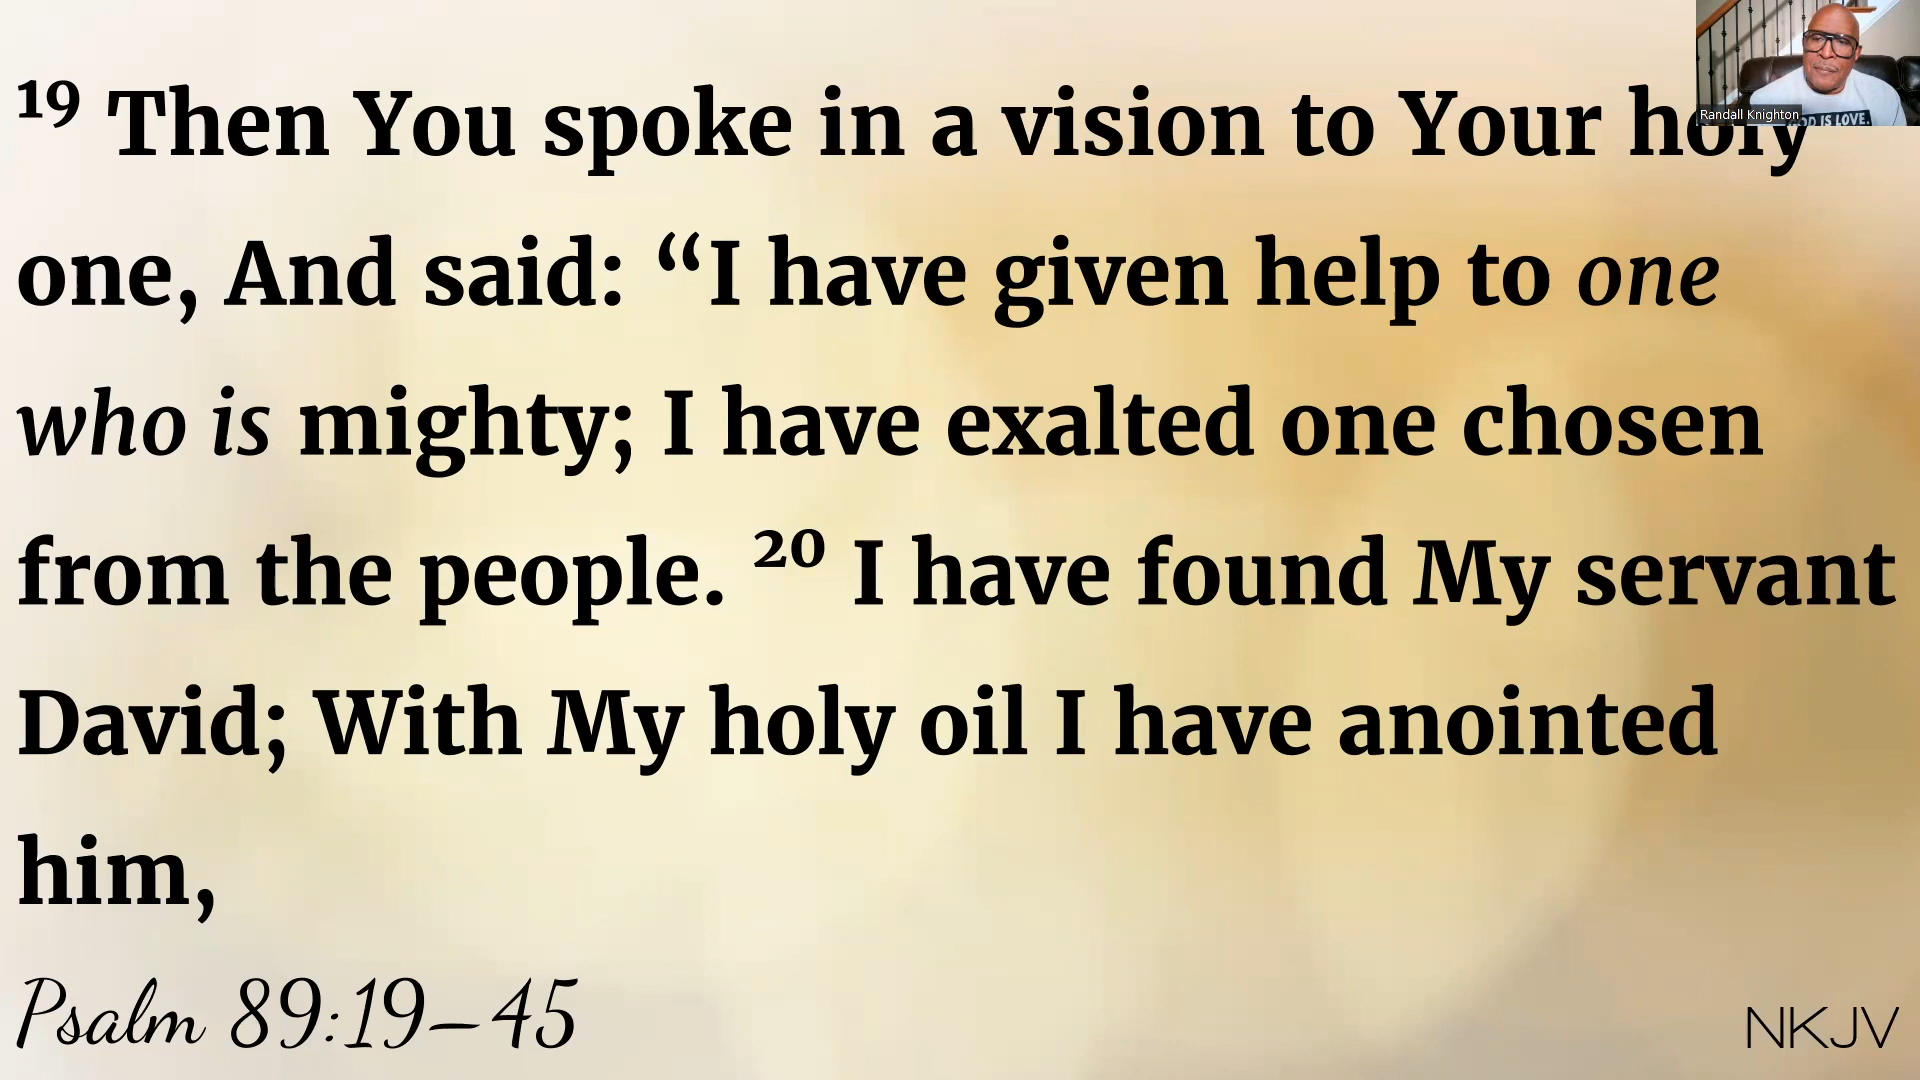 ¹⁹ Then You spoke in a vision to Your holy
one, And said: “I have given help to one
who is mighty; I have exalted one chosen
from the people. ²⁰ I have found My servant
David; With My holy oil I have anointed
him,
Psalm 89:19–45
NKJV
Randall Knighton
IS LOVE.